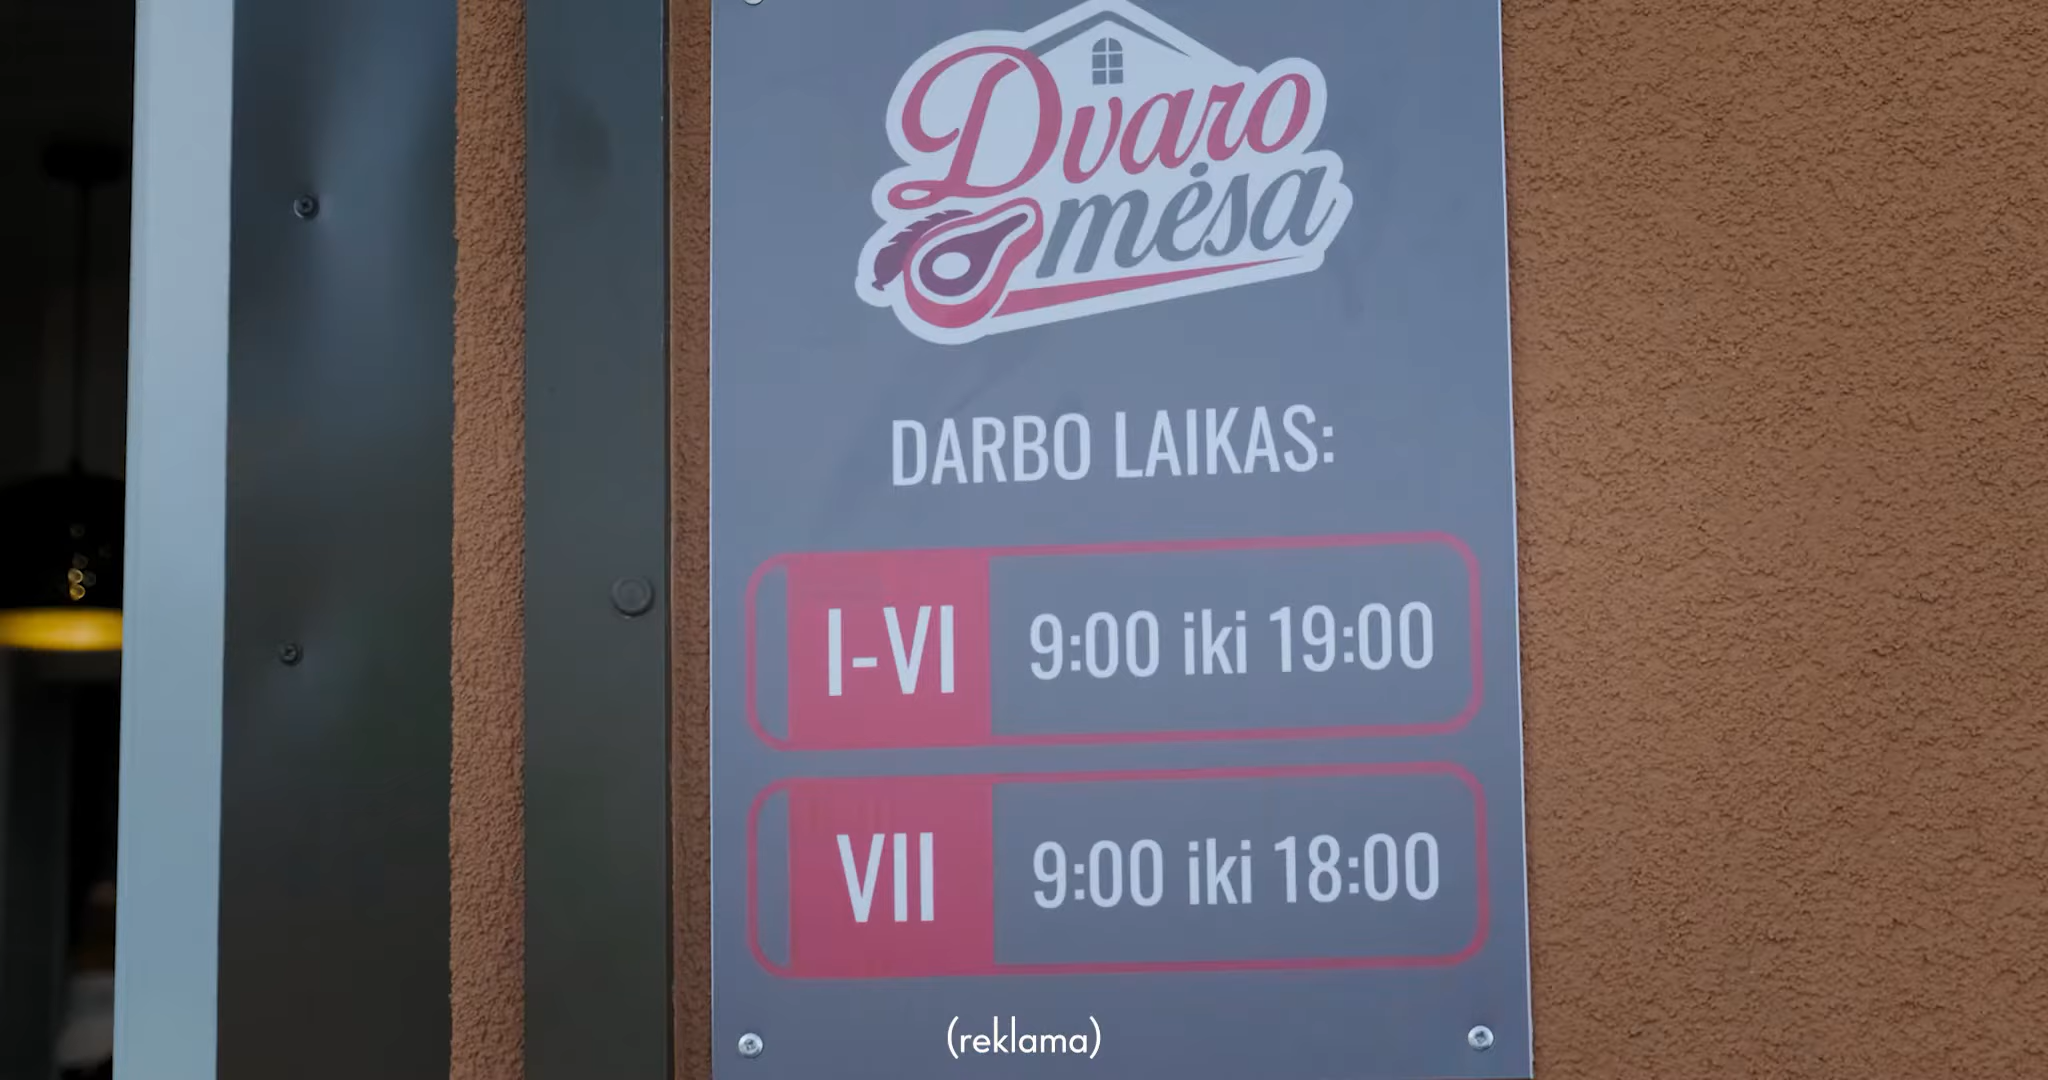 Dvaro
mėsa
DARBO LAIKAS:
I-VI 9:00 iki 19:00
VII 9:00 iki 18:00
(reklama)